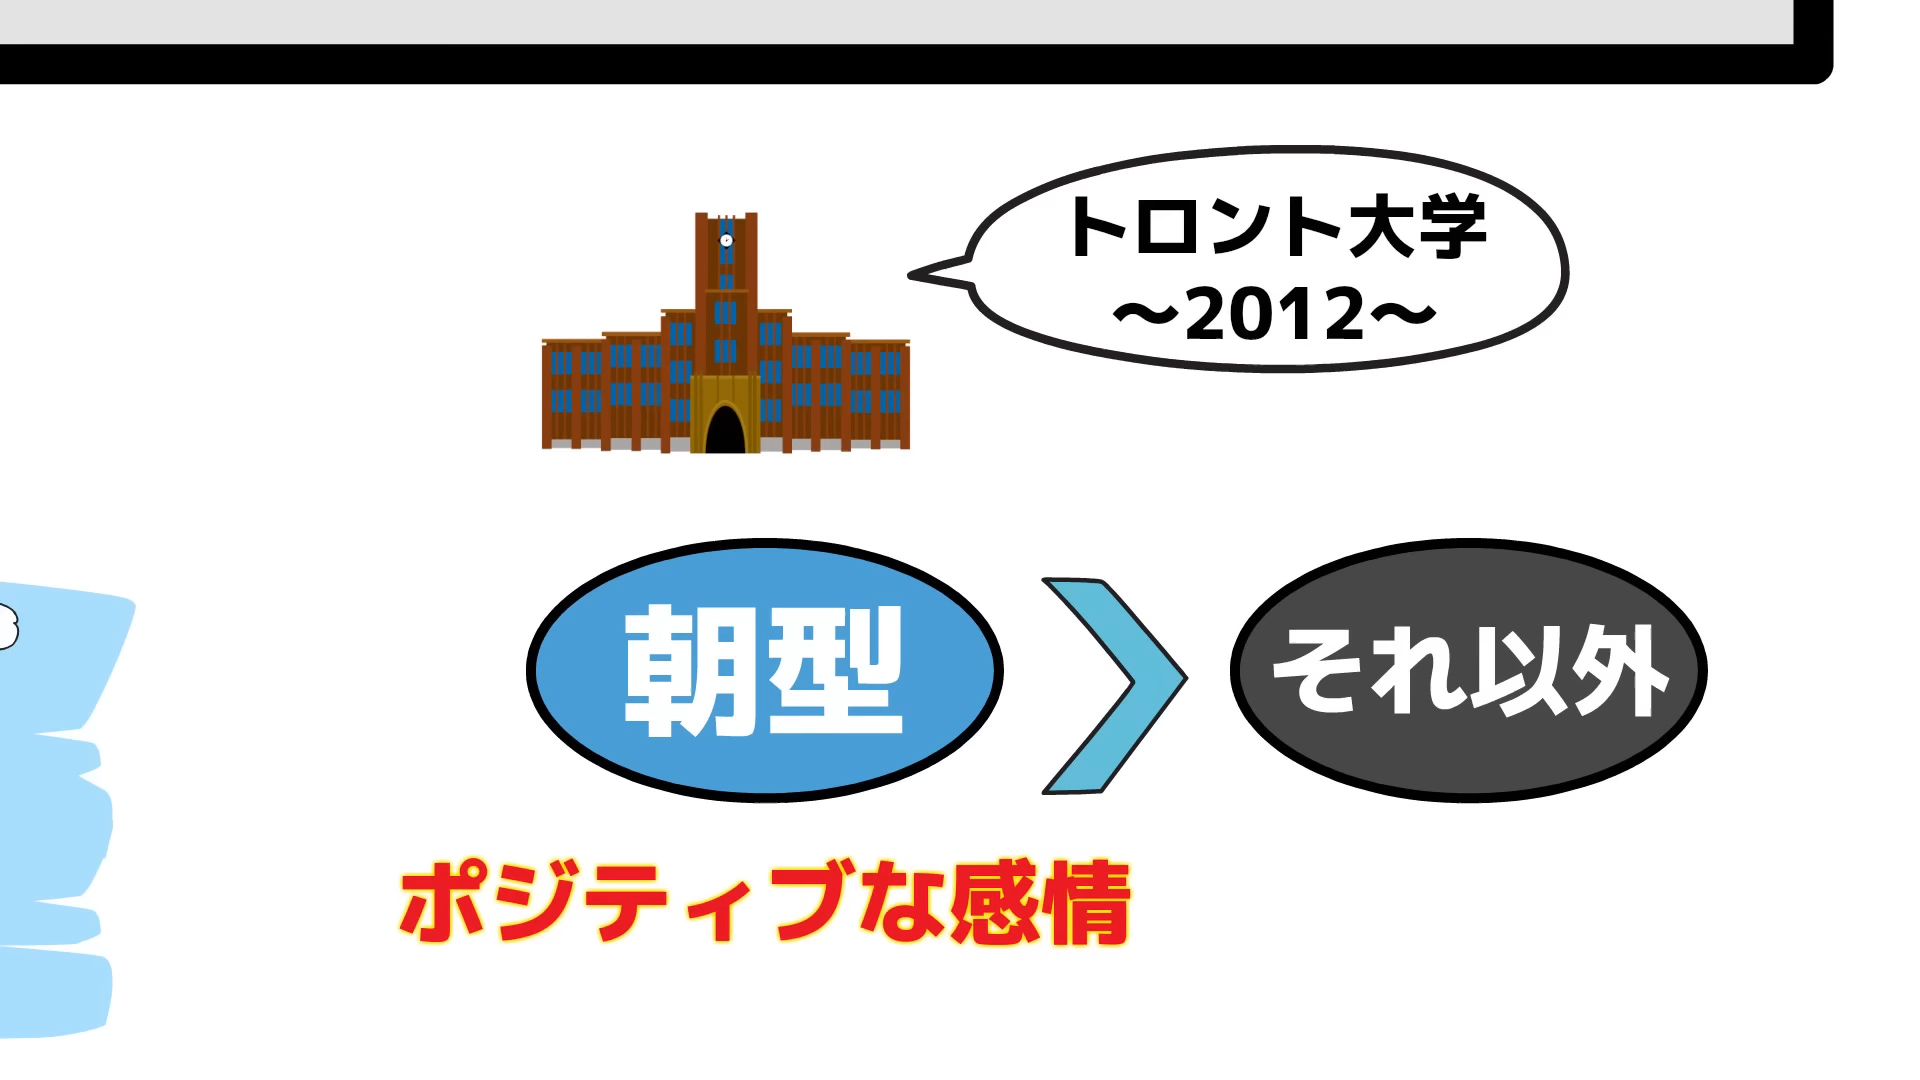 トロント大学
～2012～
朝型
それ以外
ポジティブな感情